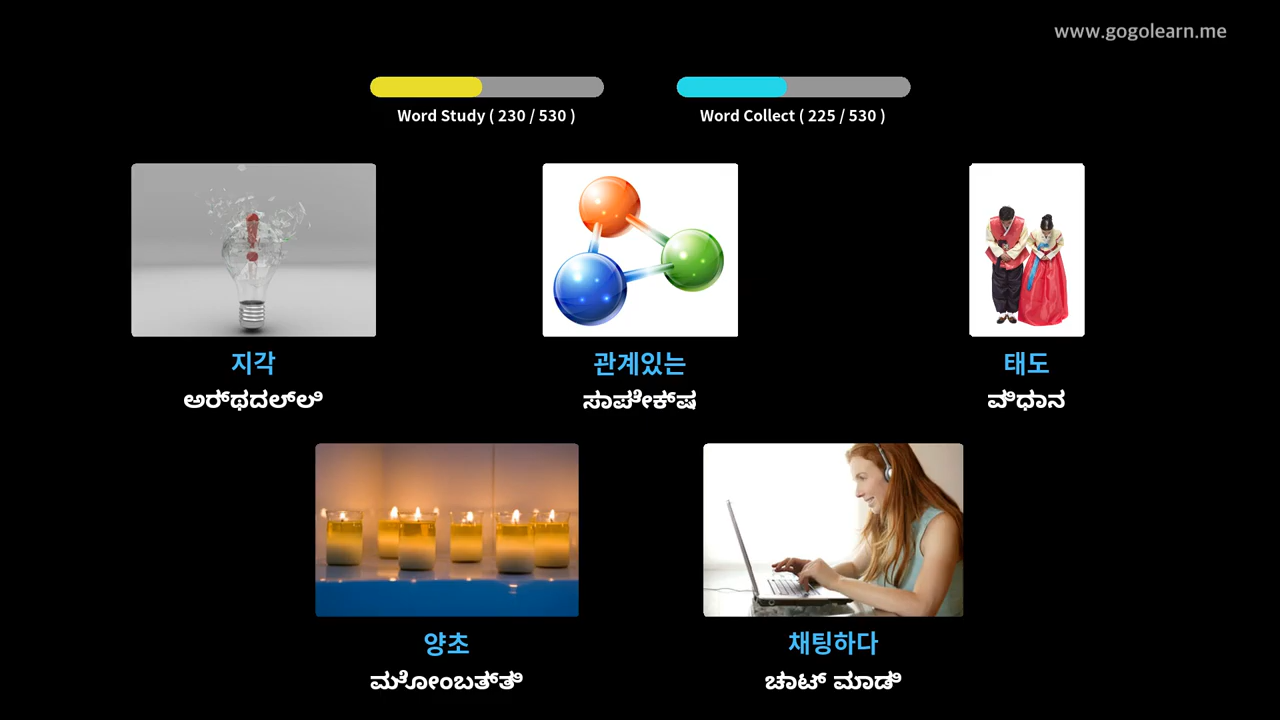 www.gogolearn.me
Word Study ( 230 / 530 )
Word Collect ( 225 / 530 )
지각
관계있는
태도
ಅರ್ಥದಲ್ಲಿ
ಸಾಪೇಕ್ಷ
ವಿಧಾನ
양초
채팅하다
ಮೋಂಬತ್ತಿ
ಚಾಟ್ ಮಾಡಿ